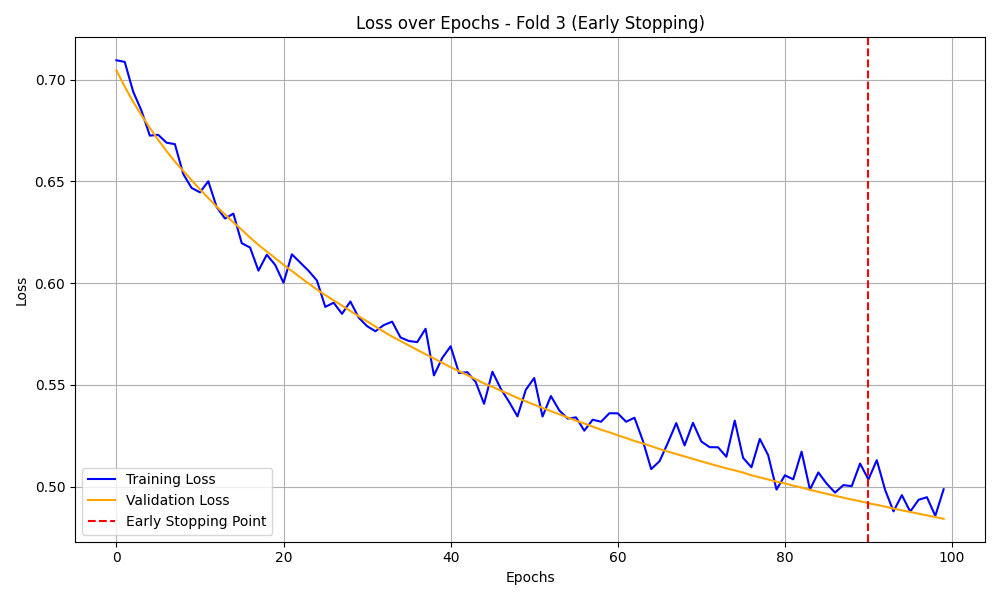 Loss over Epochs - Fold 3 (Early Stopping)
Loss
0.70
0.65
0.60
0.55
0.50
Training Loss
Validation Loss
Early Stopping Point
0 20 40 60 80 100
Epochs